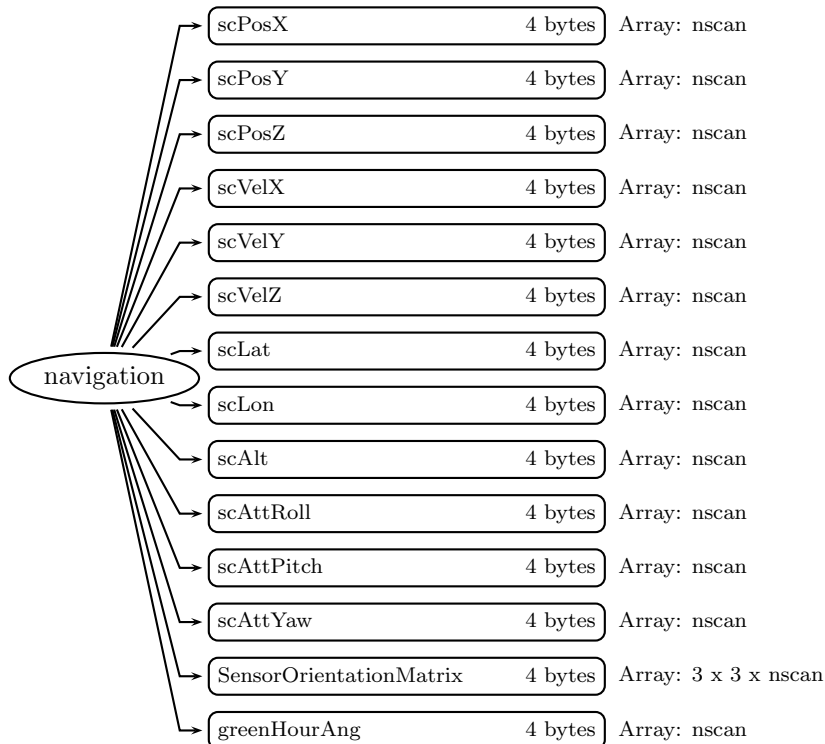 scPosX 4 bytes Array: nscan
scPosY 4 bytes Array: nscan
scPosZ 4 bytes Array: nscan
scVelX 4 bytes Array: nscan
scVelY 4 bytes Array: nscan
scVelZ 4 bytes Array: nscan
scLat 4 bytes Array: nscan
navigation
scLon 4 bytes Array: nscan
scAlt 4 bytes Array: nscan
scAttRoll 4 bytes Array: nscan
scAttPitch 4 bytes Array: nscan
scAttYaw 4 bytes Array: nscan
SensorOrientationMatrix 4 bytes Array: 3 x 3 x nscan
greenHourAng 4 bytes Array: nscan